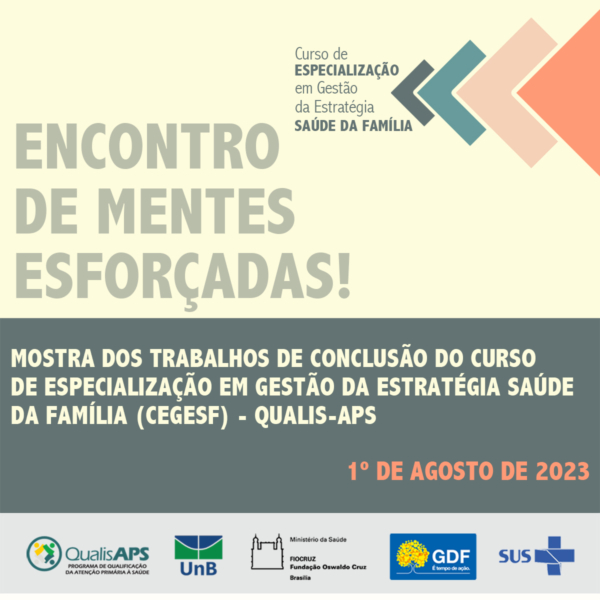 Curso de
ESPECIALIZAÇÃO
em Gestão
da Estratégia
SAÚDE DA FAMÍLIA
ENCONTRO
DE MENTES
ESFORÇADAS!
MOSTRA DOS TRABALHOS DE CONCLUSÃO DO CURSO
DE ESPECIALIZAÇÃO EM GESTÃO DA ESTRATÉGIA SAÚDE
DA FAMÍLIA (CEGESF) - QUALIS-APS
1º DE AGOSTO DE 2023
QualisAPS
PROGRAMA DE QUALIFICAÇÃO
DA ATENÇÃO PRIMÁRIA À SAÚDE
UnB
Ministério da Saúde
FIOCRUZ
Fundação Oswaldo Cruz
Brasília
GDF
É tempo de ação.
SUS